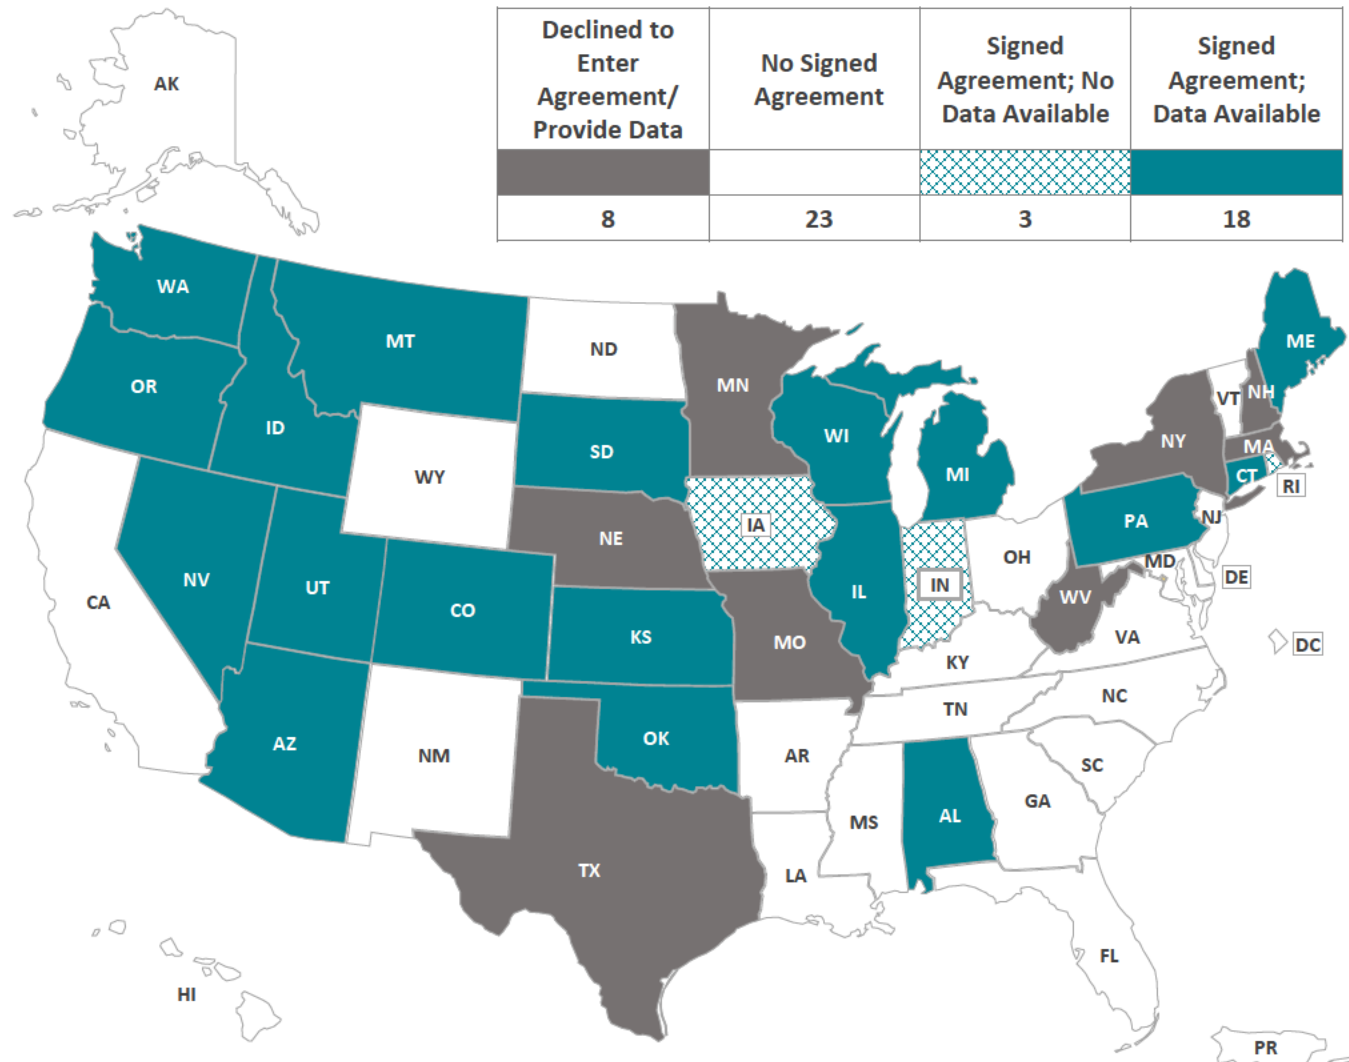 Declined to
Enter
Agreement/
Provide Data
No Signed
Agreement
Signed
Agreement; No
Data Available
Signed
Agreement;
Data Available
8
23
3
18
AK
WA
MT
ND
MN
ME
OR
ID
SD
WI
MI
NY
VT
NH
MA
CT
RI
WY
IA
NE
PA
NJ
OH
IN
IL
MD
DE
NV
UT
CO
CA
KS
MO
WV
VA
DC
KY
NC
TN
AZ
NM
OK
AR
SC
GA
MS
AL
TX
LA
FL
HI
PR